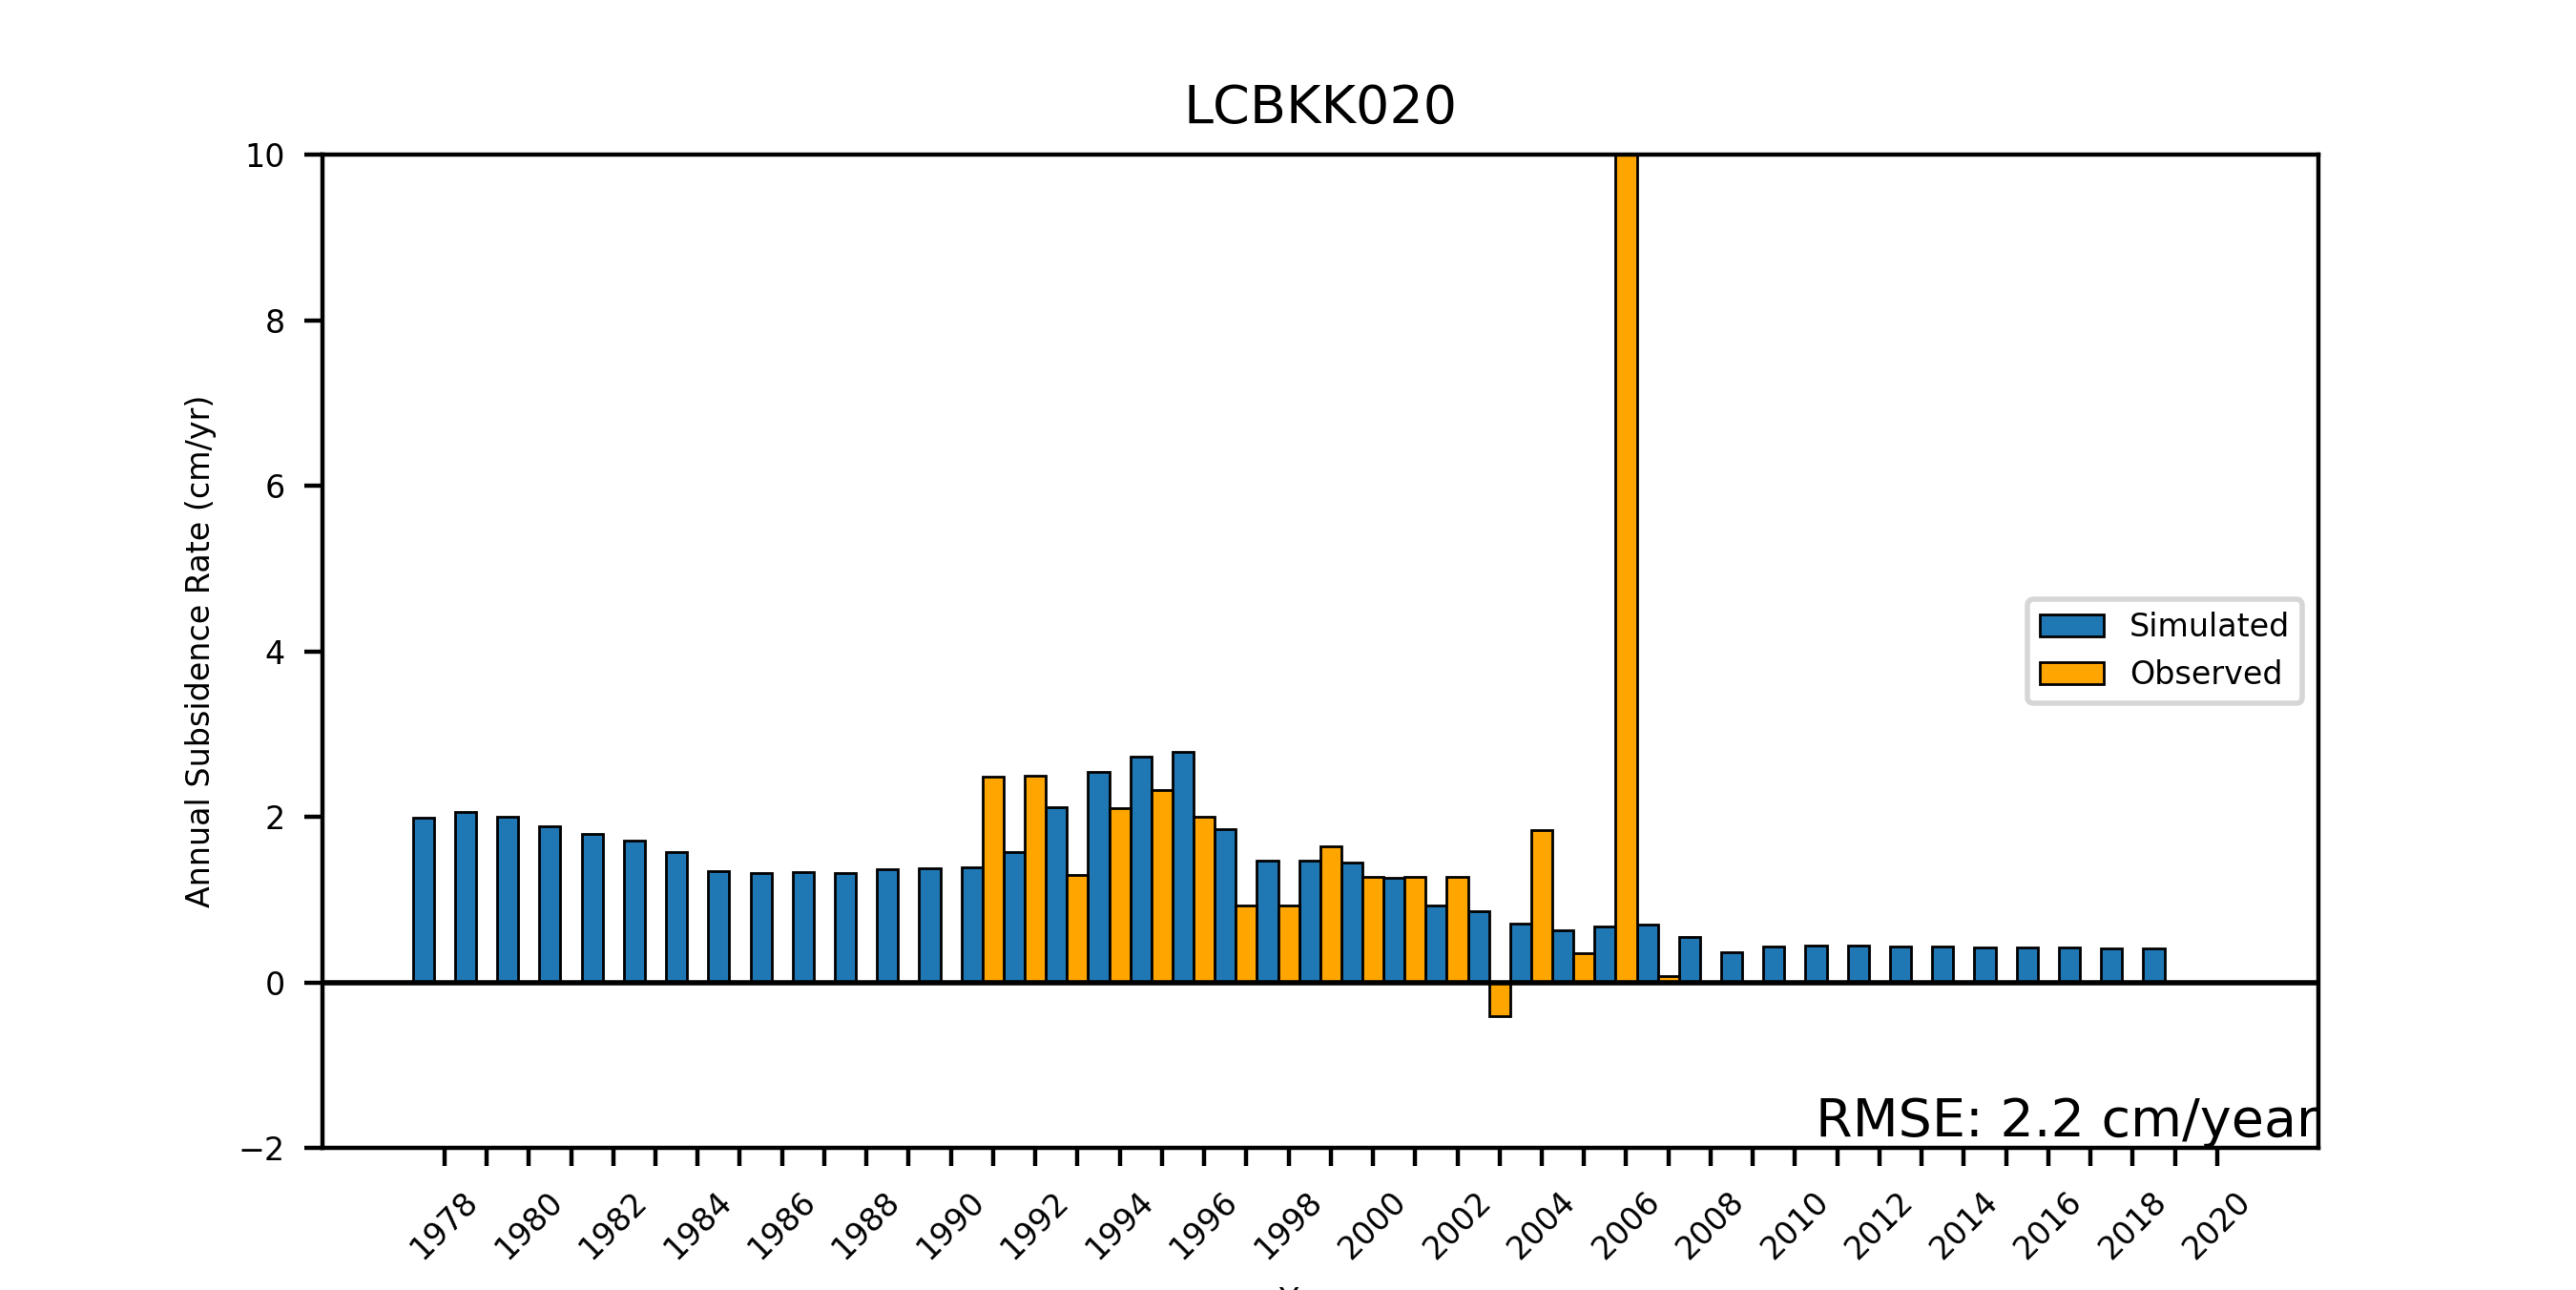 LCBKK020
10
8
6
4
2
0
−2
Annual Subsidence Rate (cm/yr)
Simulated
Observed
RMSE: 2.2 cm/year
1978 1980 1982 1984 1986 1988 1990 1992 1994 1996 1998 2000 2002 2004 2006 2008 2010 2012 2014 2016 2018 2020